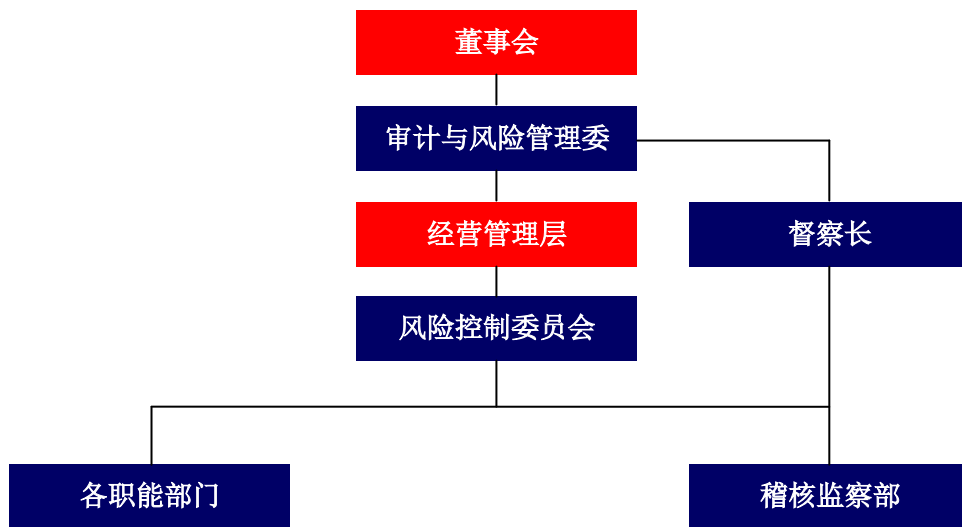 董事会
审计与风险管理委
经营管理层
督察长
风险控制委员会
各职能部门
稽核监察部